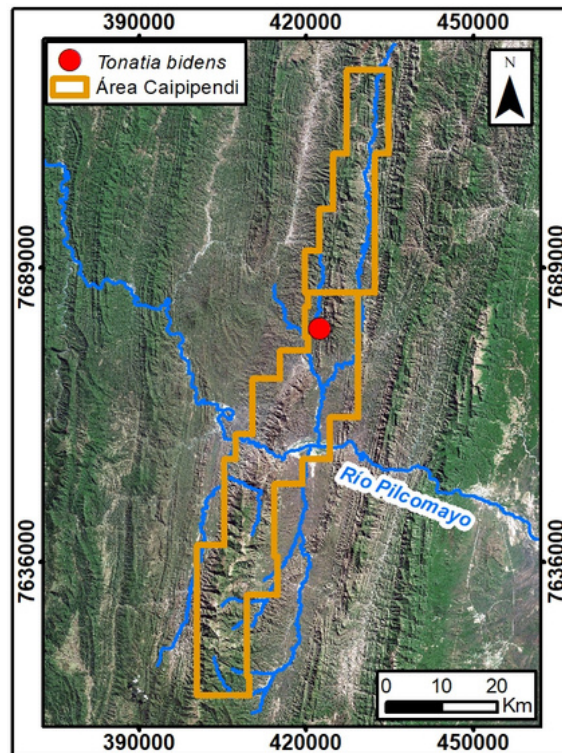 390000 420000 450000
Tonatia bidens
Área Caipipendi
N
7689000 7689000
Río Pilcomayo
7636000 7636000
0 10 20
Km
390000 420000 450000